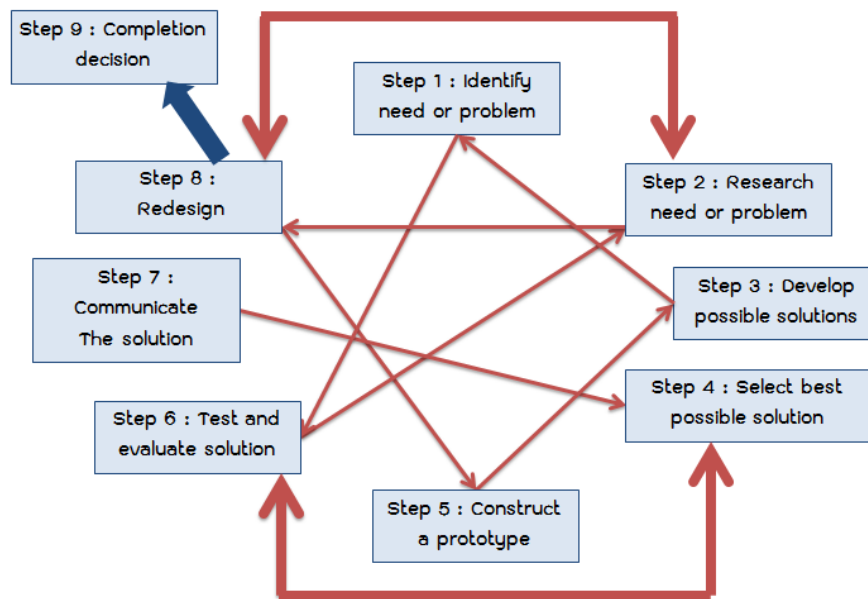 Step 9 : Completion
decision
Step 1 : Identify
need or problem
Step 8 :
Redesign
Step 2 : Research
need or problem
Step 7 :
Communicate
The solution
Step 3 : Develop
possible solutions
Step 4 : Select best
possible solution
Step 6 : Test and
evaluate solution
Step 5 : Construct
a prototype